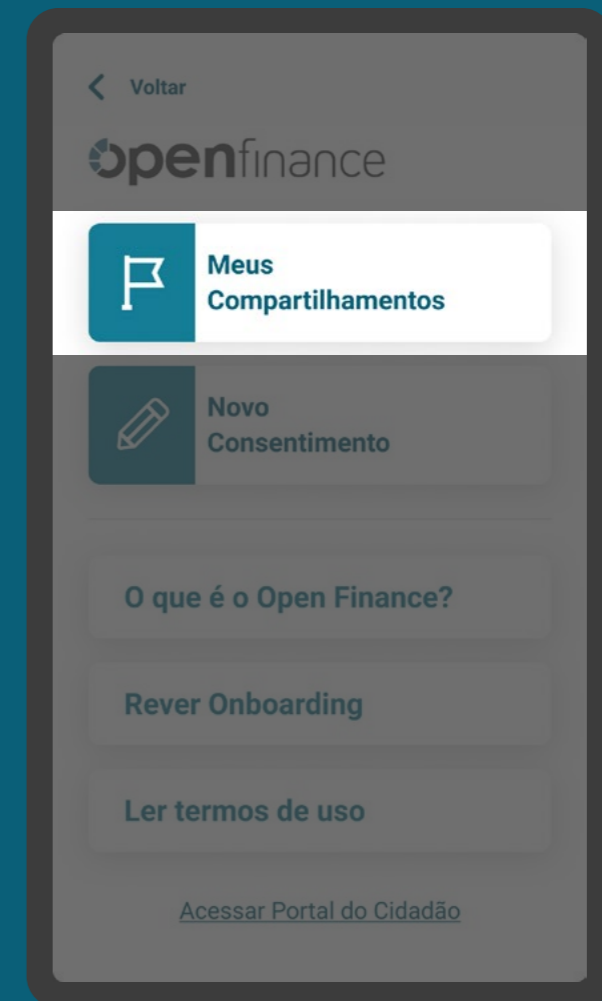 Voltar
openfinance
Meus
Compartilhamentos
Novo
Consentimento
O que é o Open Finance?
Rever Onboarding
Ler termos de uso
Acessar Portal do Cidadão